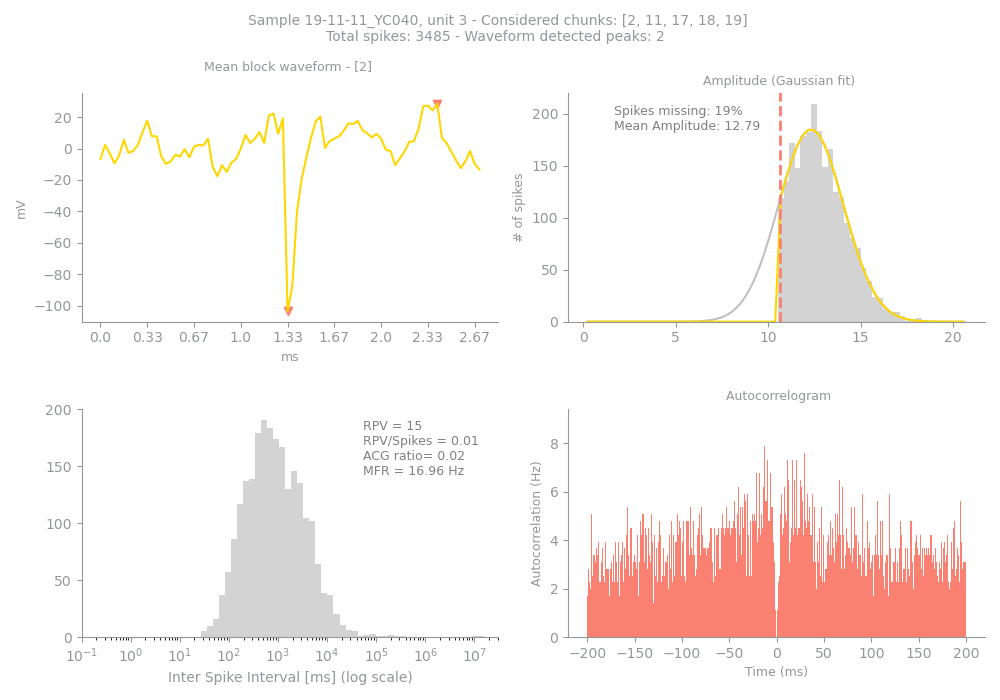 Sample 19-11-11_YC040, unit 3 - Considered chunks: [2, 11, 17, 18, 19]
Total spikes: 3485 - Waveform detected peaks: 2
Mean block waveform - [2]
20
0
−20
−40
−60
−80
−100
mV
0.0 0.33 0.67 1.0 1.33 1.67 2.0 2.33 2.67
ms
Amplitude (Gaussian fit)
Spikes missing: 19%
Mean Amplitude: 12.79
200
150
100
50
0
# of spikes
0 5 10 15 20
200
150
100
50
0
RPV = 15
RPV/Spikes = 0.01
ACG ratio= 0.02
MFR = 16.96 Hz
10⁻¹ 10⁰ 10¹ 10² 10³ 10⁴ 10⁵ 10⁶ 10⁷
Inter Spike Interval [ms] (log scale)
Autocorrelogram
8
6
4
2
0
Autocorrelation (Hz)
−200 −150 −100 −50 0 50 100 150 200
Time (ms)